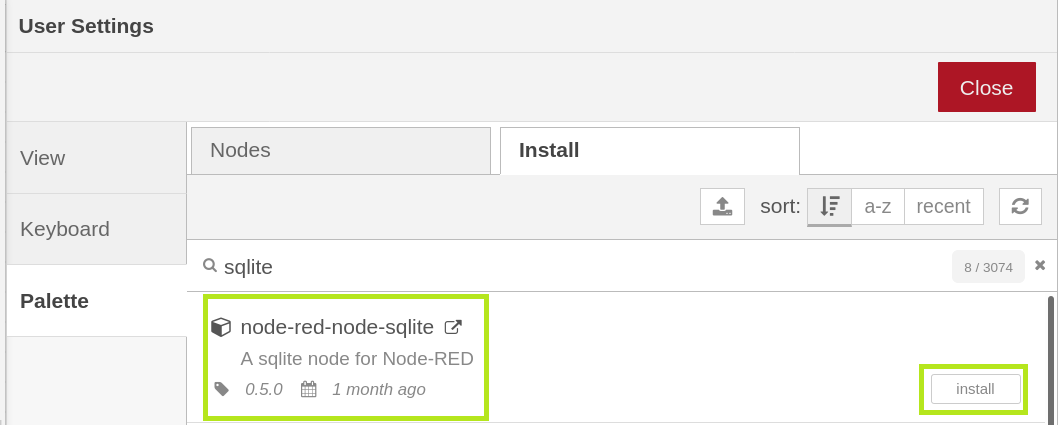 User Settings
Close
View
Keyboard
Palette
Nodes
Install
sort: a-z recent
sqlite
8 / 3074
node-red-node-sqlite
A sqlite node for Node-RED
0.5.0 1 month ago
install